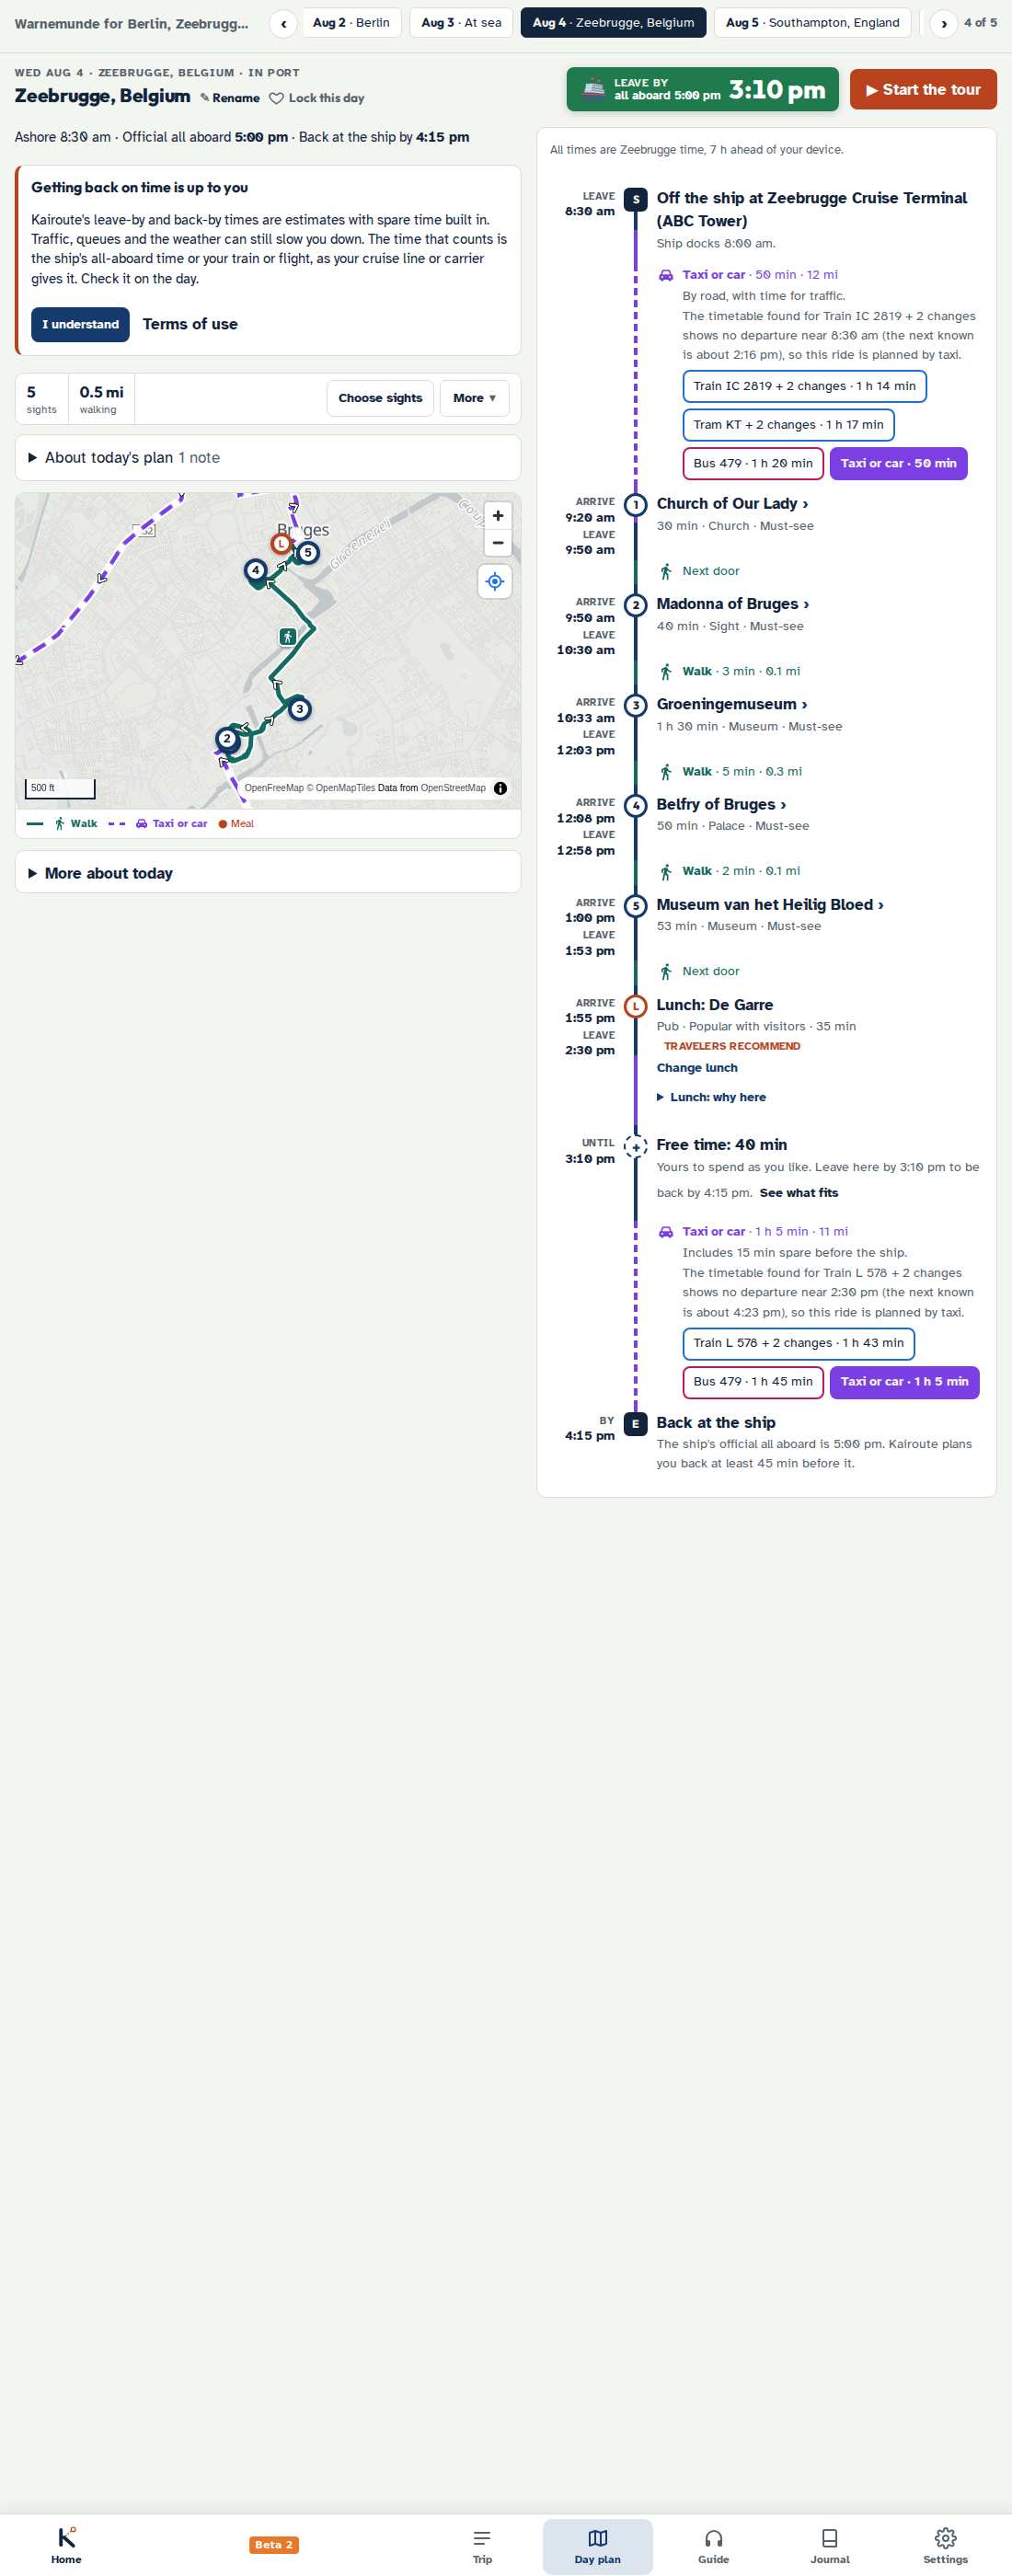 Warnemunde for Berlin, Zeebrugg...
‹
Aug 2 · Berlin
Aug 3 · At sea
Aug 4 · Zeebrugge, Belgium
Aug 5 · Southampton, England
›
4 of 5
WED AUG 4 · ZEEBRUGGE, BELGIUM · IN PORT
Zeebrugge, Belgium
✎ Rename
Lock this day
LEAVE BY
all aboard 5:00 pm
3:10 pm
▶ Start the tour
Ashore 8:30 am · Official all aboard 5:00 pm · Back at the ship by 4:15 pm
Getting back on time is up to you
Kairoute's leave-by and back-by times are estimates with spare time built in.
Traffic, queues and the weather can still slow you down. The time that counts is
the ship's all-aboard time or your train or flight, as your cruise line or carrier
gives it. Check it on the day.
I understand
Terms of use
5
sights
0.5 mi
walking
Choose sights
More ▼
▶ About today's plan 1 note
Groenerei
4
5
L
3
2
+
−
500 ft
OpenFreeMap © OpenMapTiles Data from OpenStreetMap
Walk
Taxi or car
Meal
▶ More about today
All times are Zeebrugge time, 7 h ahead of your device.
LEAVE
8:30 am
S
Off the ship at Zeebrugge Cruise Terminal
(ABC Tower)
Ship docks 8:00 am.
Taxi or car · 50 min · 12 mi
By road, with time for traffic.
The timetable found for Train IC 2819 + 2 changes
shows no departure near 8:30 am (the next known
is about 2:16 pm), so this ride is planned by taxi.
Train IC 2819 + 2 changes · 1 h 14 min
Tram KT + 2 changes · 1 h 17 min
Bus 479 · 1 h 20 min
Taxi or car · 50 min
ARRIVE
9:20 am
LEAVE
9:50 am
1
Church of Our Lady ›
30 min · Church · Must-see
Next door
ARRIVE
9:50 am
LEAVE
10:30 am
2
Madonna of Bruges ›
40 min · Sight · Must-see
Walk · 3 min · 0.1 mi
ARRIVE
10:33 am
LEAVE
12:03 pm
3
Groeningemuseum ›
1 h 30 min · Museum · Must-see
Walk · 5 min · 0.3 mi
ARRIVE
12:08 pm
LEAVE
12:58 pm
4
Belfry of Bruges ›
50 min · Palace · Must-see
Walk · 2 min · 0.1 mi
ARRIVE
1:00 pm
LEAVE
1:53 pm
5
Museum van het Heilig Bloed ›
53 min · Museum · Must-see
Next door
ARRIVE
1:55 pm
LEAVE
2:30 pm
L
Lunch: De Garre
Pub · Popular with visitors · 35 min
TRAVELERS RECOMMEND
Change lunch
▶ Lunch: why here
UNTIL
3:10 pm
+
Free time: 40 min
Yours to spend as you like. Leave here by 3:10 pm to be
back by 4:15 pm. See what fits
Taxi or car · 1 h 5 min · 11 mi
Includes 15 min spare before the ship.
The timetable found for Train L 578 + 2 changes
shows no departure near 2:30 pm (the next known
is about 4:23 pm), so this ride is planned by taxi.
Train L 578 + 2 changes · 1 h 43 min
Bus 479 · 1 h 45 min
Taxi or car · 1 h 5 min
BY
4:15 pm
E
Back at the ship
The ship's official all aboard is 5:00 pm. Kairoute plans
you back at least 45 min before it.
Home
Beta 2
Trip
Day plan
Guide
Journal
Settings